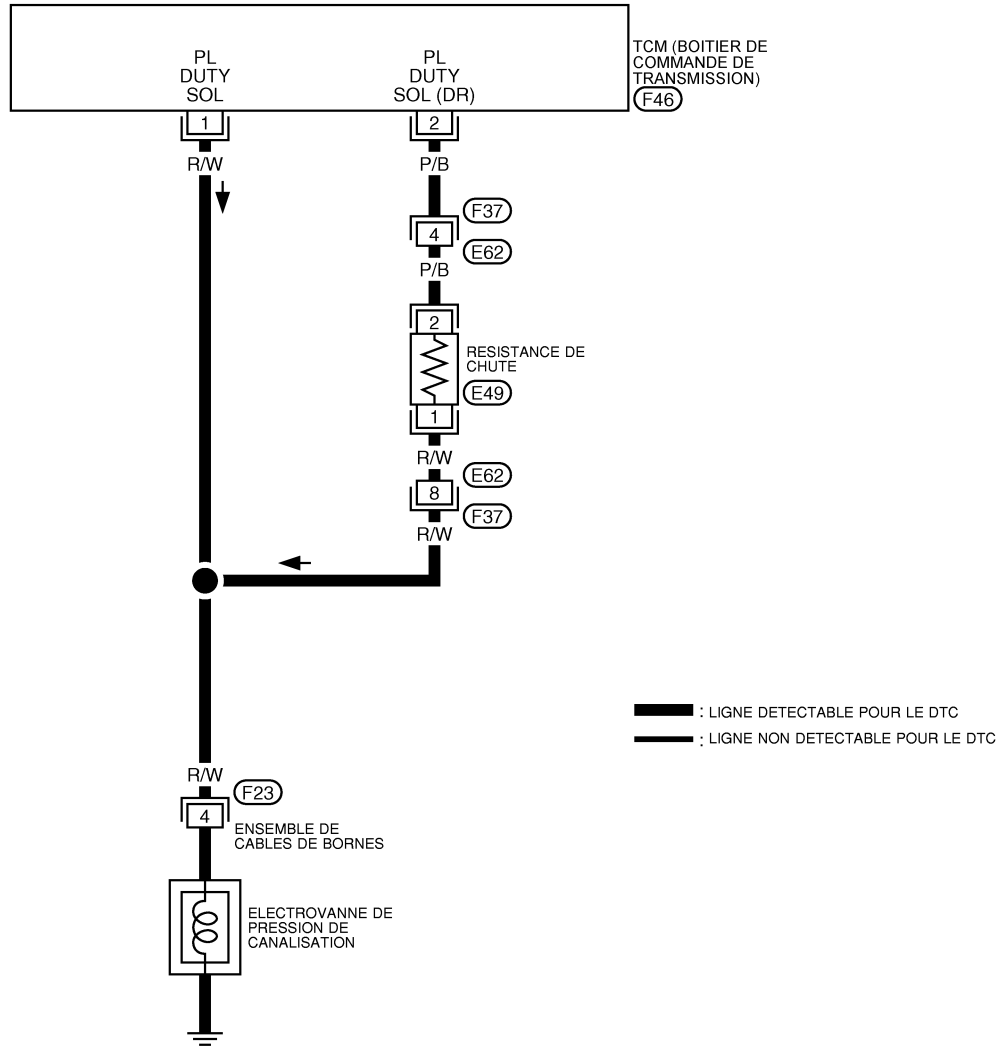 PL
DUTY
SOL
PL
DUTY
SOL (DR)
TCM (BOITIER DE
COMMANDE DE
TRANSMISSION)
F46
1
2
R/W
P/B
F37
4
E62
P/B
2
RESISTANCE DE
CHUTE
E49
1
R/W
E62
8
F37
R/W
: LIGNE DETECTABLE POUR LE DTC
: LIGNE NON DETECTABLE POUR LE DTC
R/W
F23
4
ENSEMBLE DE
CABLES DE BORNES
ELECTROVANNE DE
PRESSION DE
CANALISATION